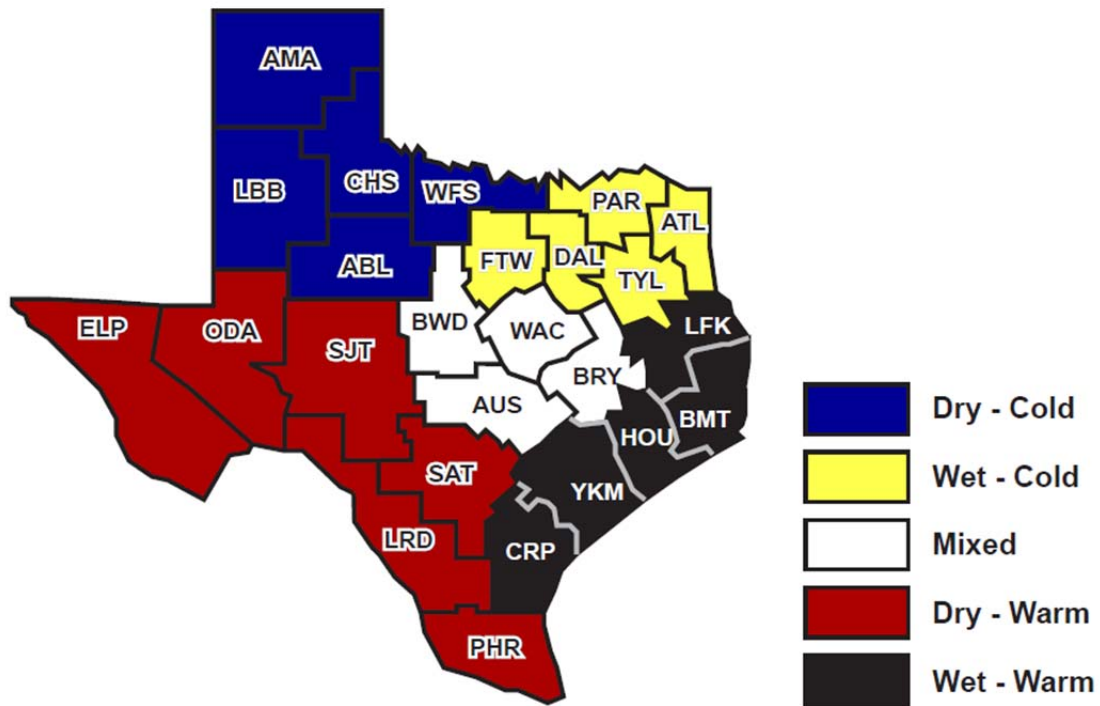 AMA
LBB
CHS
WFS
PAR
ATL
ABL
FTW
DAL
TYL
ELP
ODA
SJT
BWD
WAC
LFK
BRY
AUS
BMT
HOU
SAT
YKM
LRD
CRP
PHR
Dry - Cold
Wet - Cold
Mixed
Dry - Warm
Wet - Warm